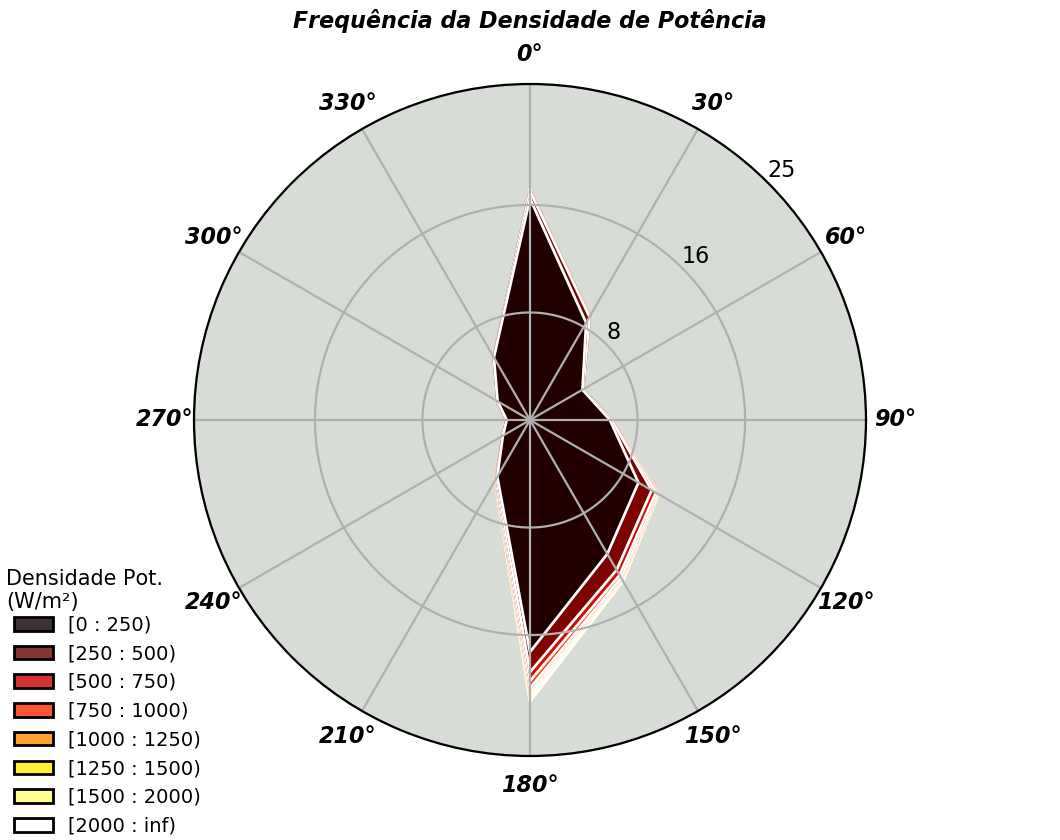 Frequência da Densidade de Potência
0°
330°
30°
25
300°
60°
16
8
270°
90°
240°
120°
210°
150°
180°
Densidade Pot.
(W/m²)
[0 : 250)
[250 : 500)
[500 : 750)
[750 : 1000)
[1000 : 1250)
[1250 : 1500)
[1500 : 2000)
[2000 : inf)